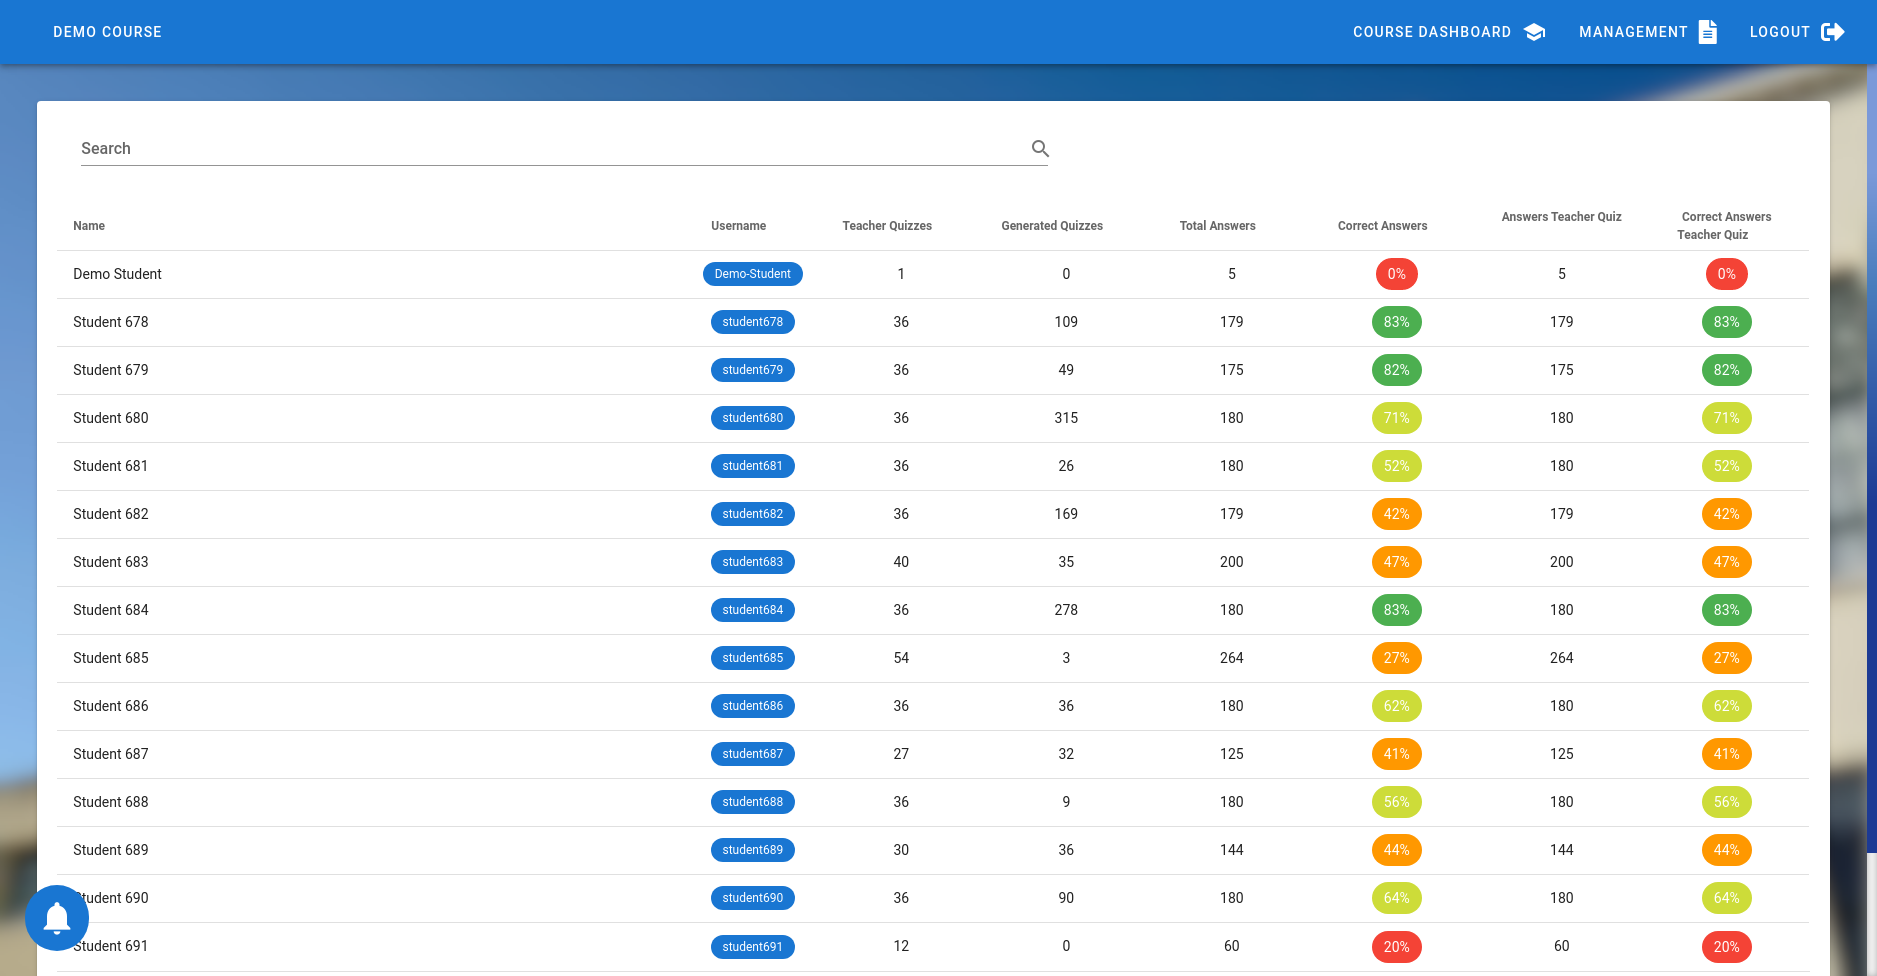 DEMO COURSE COURSE DASHBOARD MANAGEMENT LOGOUT
Search
Name Username Teacher Quizzes Generated Quizzes Total Answers Correct Answers Answers Teacher Quiz Correct Answers Teacher Quiz
Demo Student Demo-Student 1 0 5 0% 5 0%
Student 678 student678 36 109 179 83% 179 83%
Student 679 student679 36 49 175 82% 175 82%
Student 680 student680 36 315 180 71% 180 71%
Student 681 student681 36 26 180 52% 180 52%
Student 682 student682 36 169 179 42% 179 42%
Student 683 student683 40 35 200 47% 200 47%
Student 684 student684 36 278 180 83% 180 83%
Student 685 student685 54 3 264 27% 264 27%
Student 686 student686 36 36 180 62% 180 62%
Student 687 student687 27 32 125 41% 125 41%
Student 688 student688 36 9 180 56% 180 56%
Student 689 student689 30 36 144 44% 144 44%
Student 690 student690 36 90 180 64% 180 64%
Student 691 student691 12 0 60 20% 60 20%